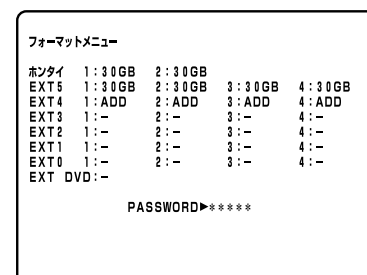 フォーマットメニュー
ホンタイ 1:30GB 2:30GB
EXT5 1:30GB 2:30GB 3:30GB 4:30GB
EXT4 1:ADD 2:ADD 3:ADD 4:ADD
EXT3 1:– 2:– 3:– 4:–
EXT2 1:– 2:– 3:– 4:–
EXT1 1:– 2:– 3:– 4:–
EXT0 1:– 2:– 3:– 4:–
EXT DVD:–
PASSWORD▶*****